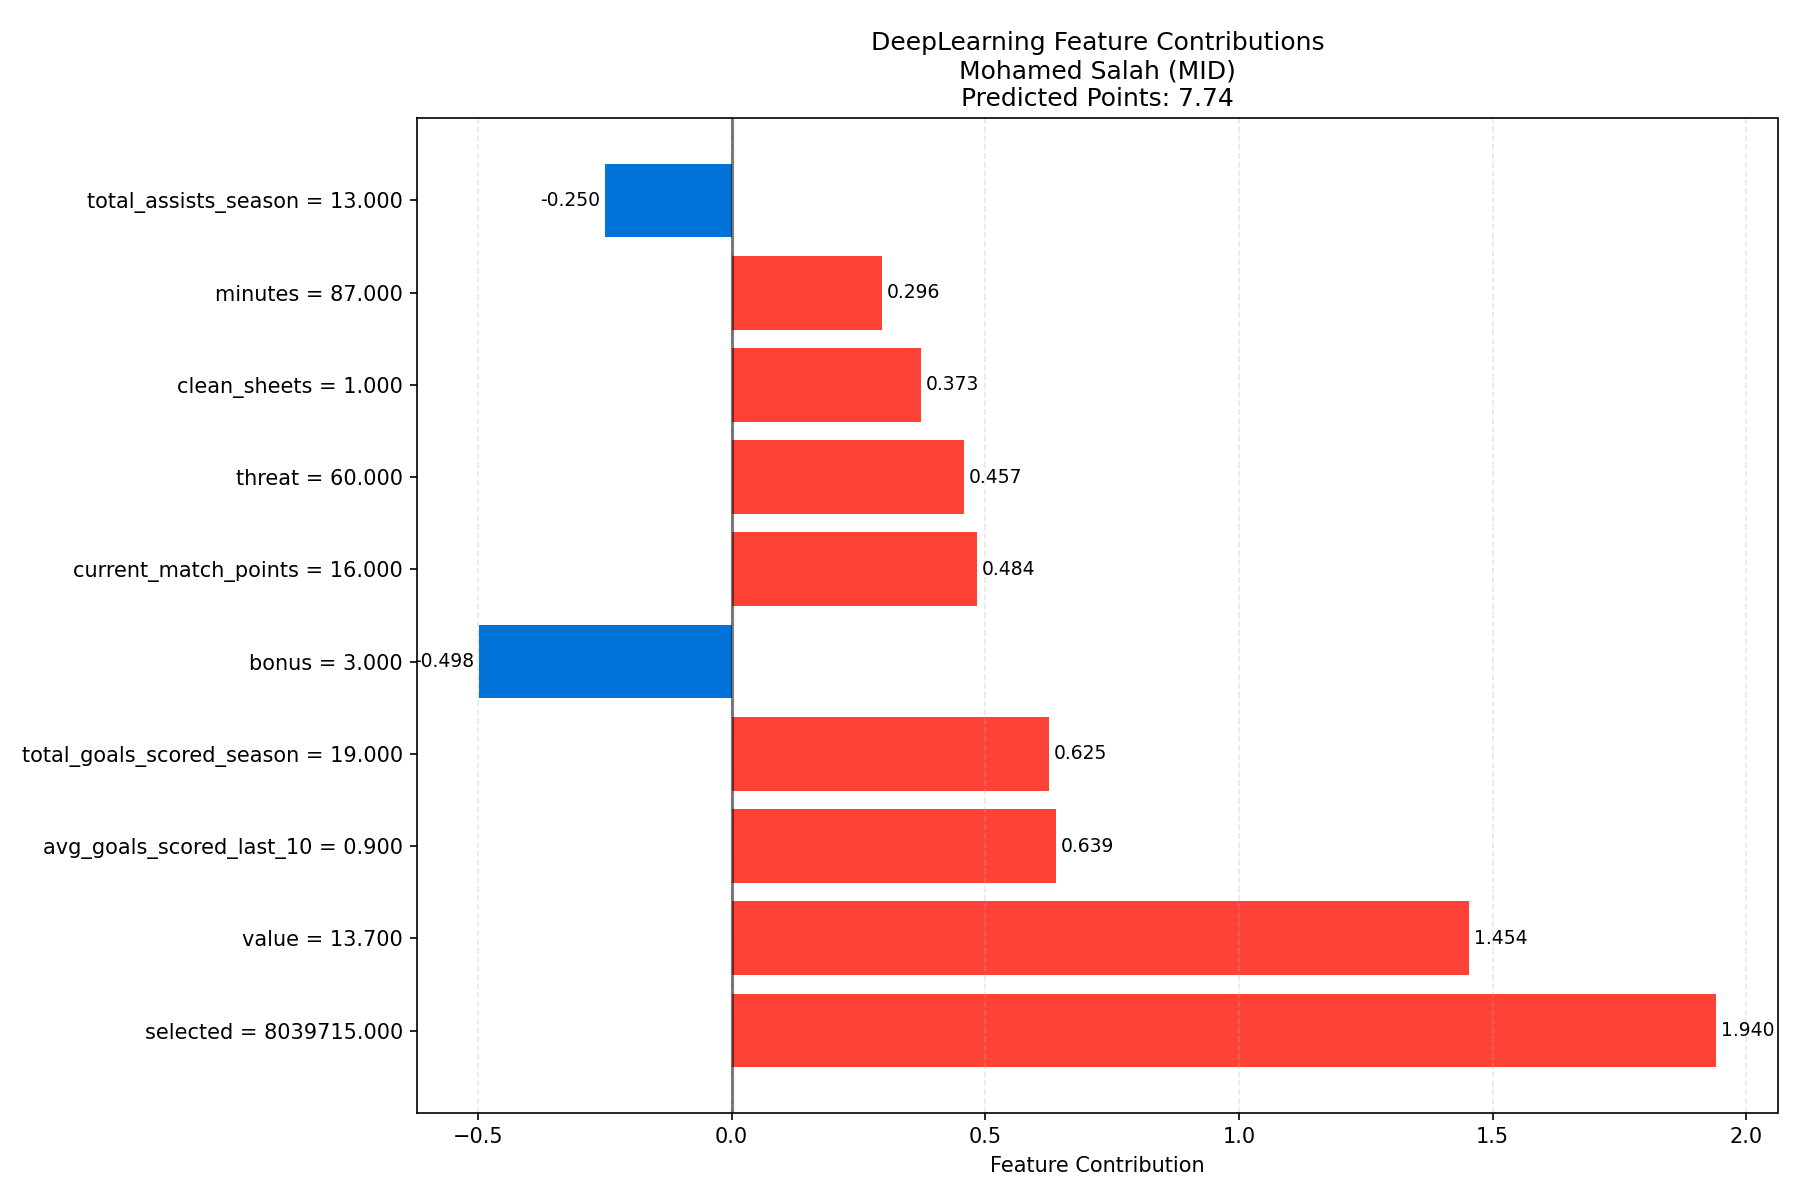 DeepLearning Feature Contributions
Mohamed Salah (MID)
Predicted Points: 7.74
total_assists_season = 13.000
-0.250
minutes = 87.000
0.296
clean_sheets = 1.000
0.373
threat = 60.000
0.457
current_match_points = 16.000
0.484
bonus = 3.000
-0.498
total_goals_scored_season = 19.000
0.625
avg_goals_scored_last_10 = 0.900
0.639
value = 13.700
1.454
selected = 8039715.000
1.940
−0.5 0.0 0.5 1.0 1.5 2.0
Feature Contribution